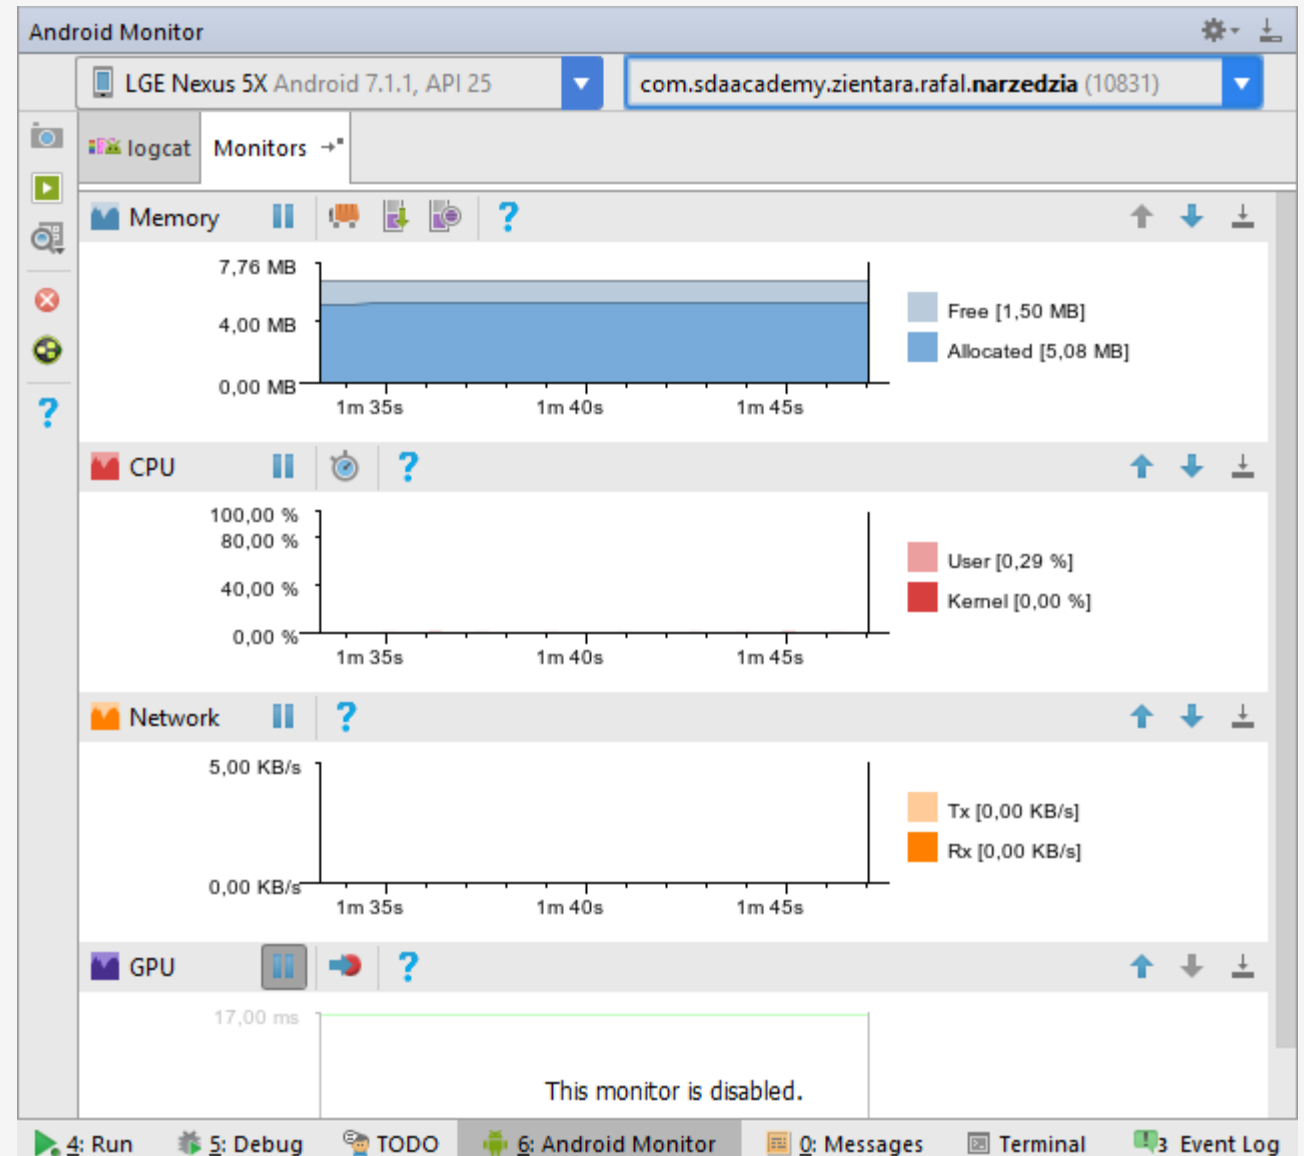 Android Monitor
LGE Nexus 5X Android 7.1.1, API 25
com.sdaacademy.zientara.rafal.narzedzia (10831)
logcat
Monitors
Memory
?
7,76 MB
4,00 MB
0,00 MB
1m 35s
1m 40s
1m 45s
Free [1,50 MB]
Allocated [5,08 MB]
?
CPU
?
100,00 %
80,00 %
40,00 %
0,00 %
1m 35s
1m 40s
1m 45s
User [0,29 %]
Kernel [0,00 %]
Network
?
5,00 KB/s
0,00 KB/s
1m 35s
1m 40s
1m 45s
Tx [0,00 KB/s]
Rx [0,00 KB/s]
GPU
?
17,00 ms
This monitor is disabled.
4: Run
5: Debug
TODO
6: Android Monitor
0: Messages
Terminal
3 Event Log